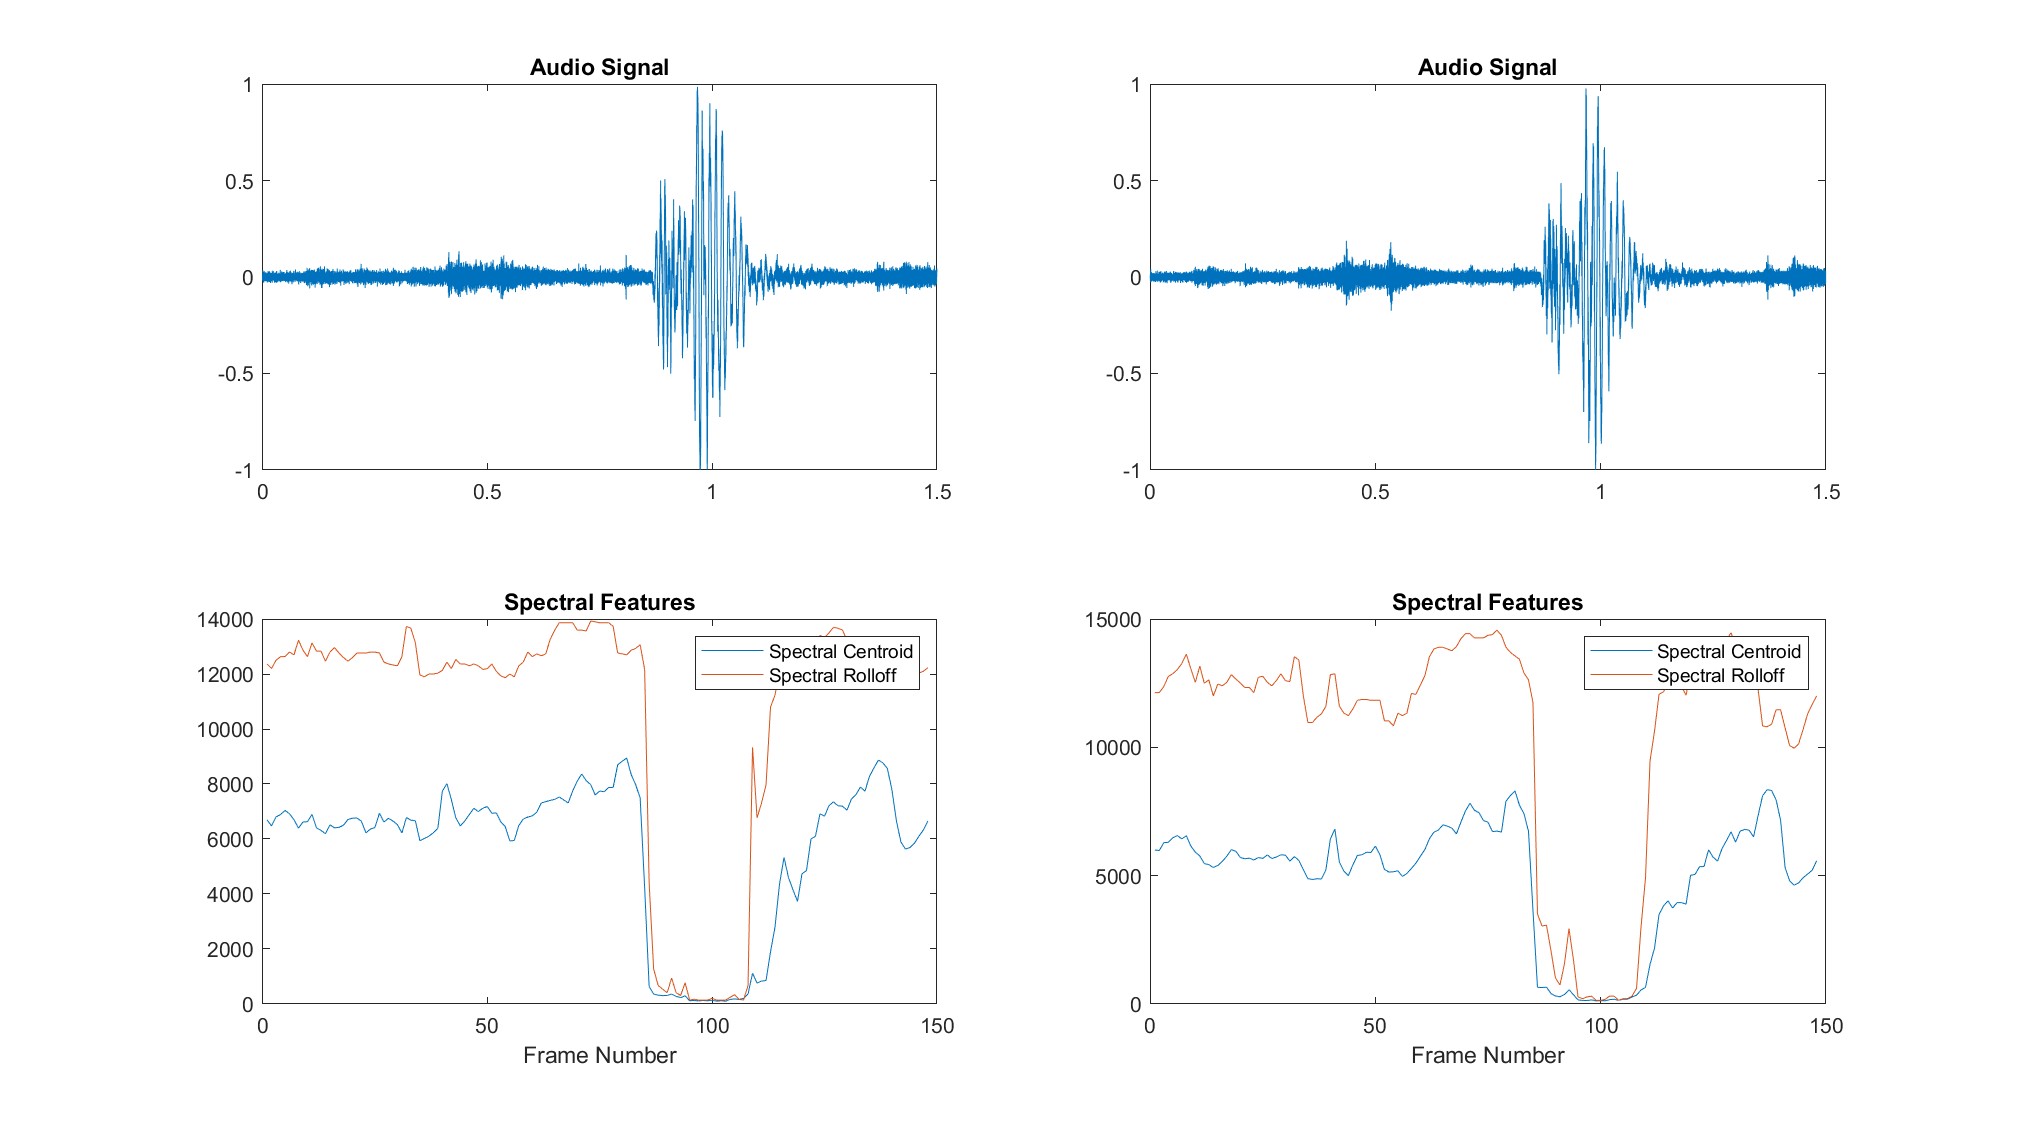 Audio Signal
1
0.5
0
-0.5
-1
0 0.5 1 1.5
Audio Signal
1
0.5
0
-0.5
-1
0 0.5 1 1.5
Spectral Features
14000
12000
10000
8000
6000
4000
2000
0
Spectral Centroid
Spectral Rolloff
0 50 100 150
Frame Number
Spectral Features
15000
10000
5000
0
Spectral Centroid
Spectral Rolloff
0 50 100 150
Frame Number